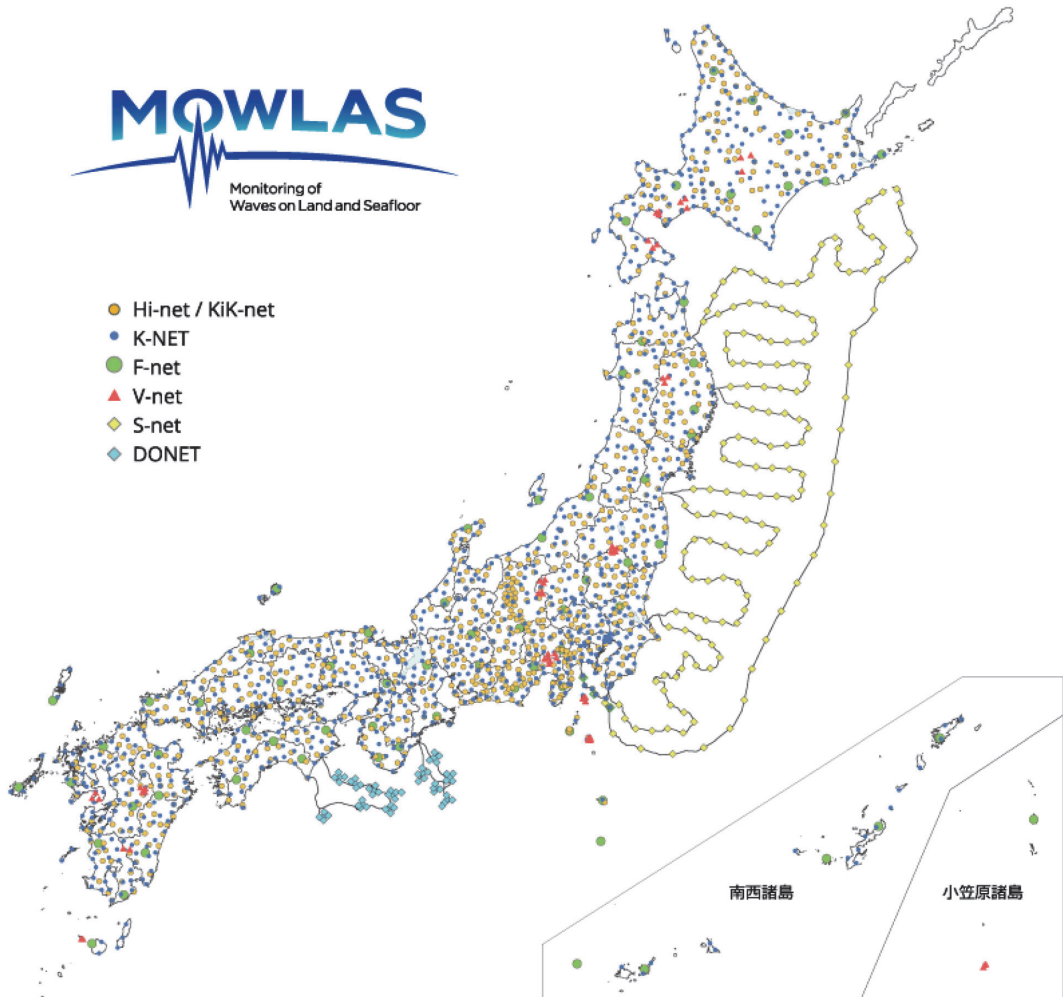 MOWLAS
Monitoring of
Waves on Land and Seafloor
Hi-net / KiK-net
K-NET
F-net
V-net
S-net
DONET
南西諸島
小笠原諸島